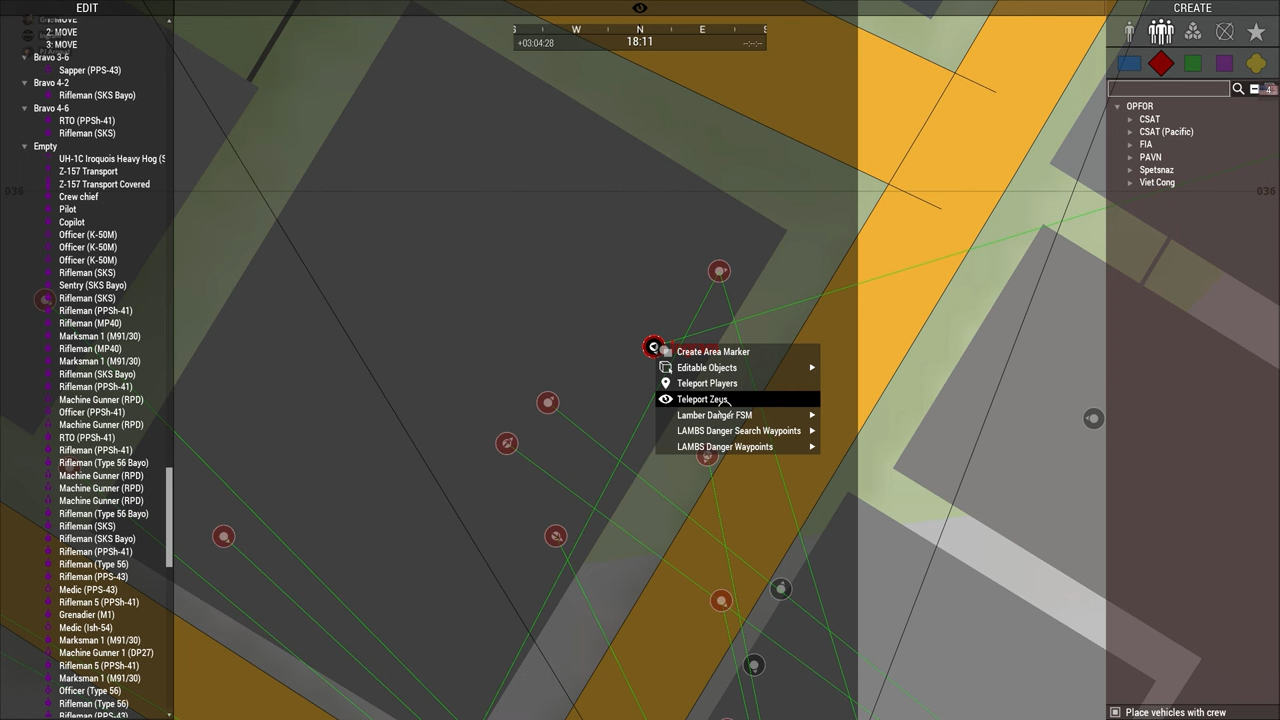 EDIT
MOVE
2: MOVE
3: MOVE
Bravo 3-6
Sapper (PPS-43)
Bravo 4-2
Rifleman (SKS Bayo)
Bravo 4-6
RTO (PPSh-41)
Rifleman (SKS)
Empty
UH-1C Iroquois Heavy Hog (S
Z-157 Transport
Z-157 Transport Covered
Crew chief
Pilot
Copilot
Officer (K-50M)
Officer (K-50M)
Officer (K-50M)
Rifleman (SKS)
Sentry (SKS Bayo)
Rifleman (SKS)
Rifleman (PPSh-41)
Rifleman (MP40)
Marksman 1 (M91/30)
Rifleman (MP40)
Marksman 1 (M91/30)
Rifleman (SKS Bayo)
Rifleman (PPSh-41)
Machine Gunner (RPD)
Officer (PPSh-41)
Machine Gunner (RPD)
RTO (PPSh-41)
Rifleman (PPSh-41)
Rifleman (Type 56 Bayo)
Machine Gunner (RPD)
Machine Gunner (RPD)
Machine Gunner (RPD)
Rifleman (Type 56 Bayo)
Rifleman (SKS)
Rifleman (SKS Bayo)
Rifleman (PPSh-41)
Rifleman (Type 56)
Rifleman (PPS-43)
Medic (PPS-43)
Rifleman 5 (PPSh-41)
Grenadier (M1)
Medic (Ish-54)
Marksman 1 (M91/30)
Machine Gunner 1 (DP27)
Rifleman 5 (PPSh-41)
Marksman 1 (M91/30)
Officer (Type 56)
Rifleman (Type 56)
Rifleman (PPS-43)
036
S W N E S
+03:04:28 18:11 --:--:--
Create Area Marker
Editable Objects
Teleport Players
Teleport Zeus
Lamber Danger FSM
LAMBS Danger Search Waypoints
LAMBS Danger Waypoints
CREATE
OPFOR
CSAT
CSAT (Pacific)
FIA
PAVN
Spetsnaz
Viet Cong
036
Place vehicles with crew